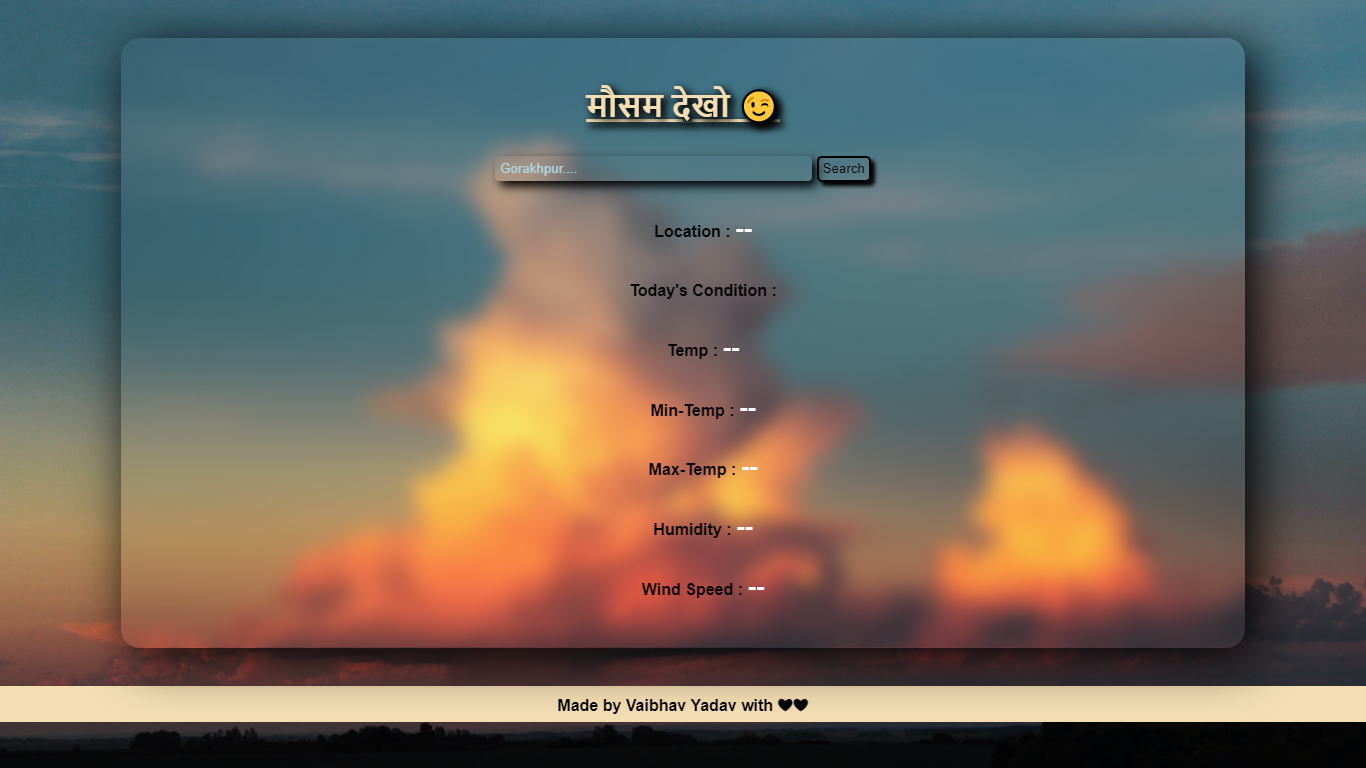 मौसम देखो 😉
Gorakhpur.... Search
Location : --
Today's Condition :
Temp : --
Min-Temp : --
Max-Temp : --
Humidity : --
Wind Speed : --
Made by Vaibhav Yadav with 🖤🖤